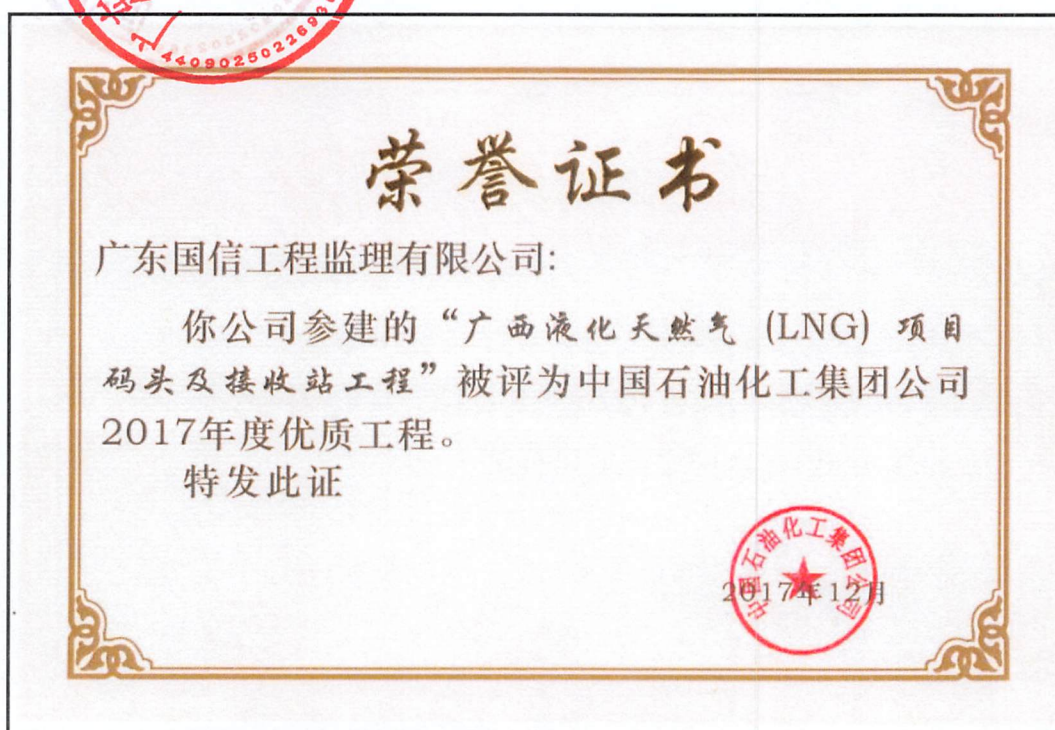 4409025022693
荣誉证书
广东国信工程监理有限公司:
你公司参建的“广西液化天然气(LNG)项目
码头及接收站工程”被评为中国石油化工集团公司
2017年度优质工程。
特发此证
中国石油化工集团公司
2017年12月